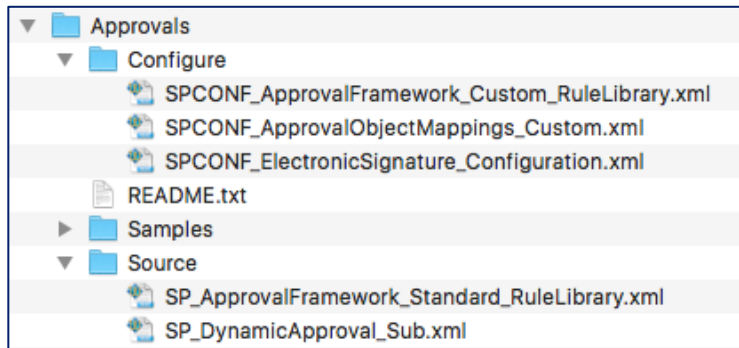 Approvals
Configure
SPCONF_ApprovalFramework_Custom_RuleLibrary.xml
SPCONF_ApprovalObjectMappings_Custom.xml
SPCONF_ElectronicSignature_Configuration.xml
README.txt
Samples
Source
SP_ApprovalFramework_Standard_RuleLibrary.xml
SP_DynamicApproval_Sub.xml